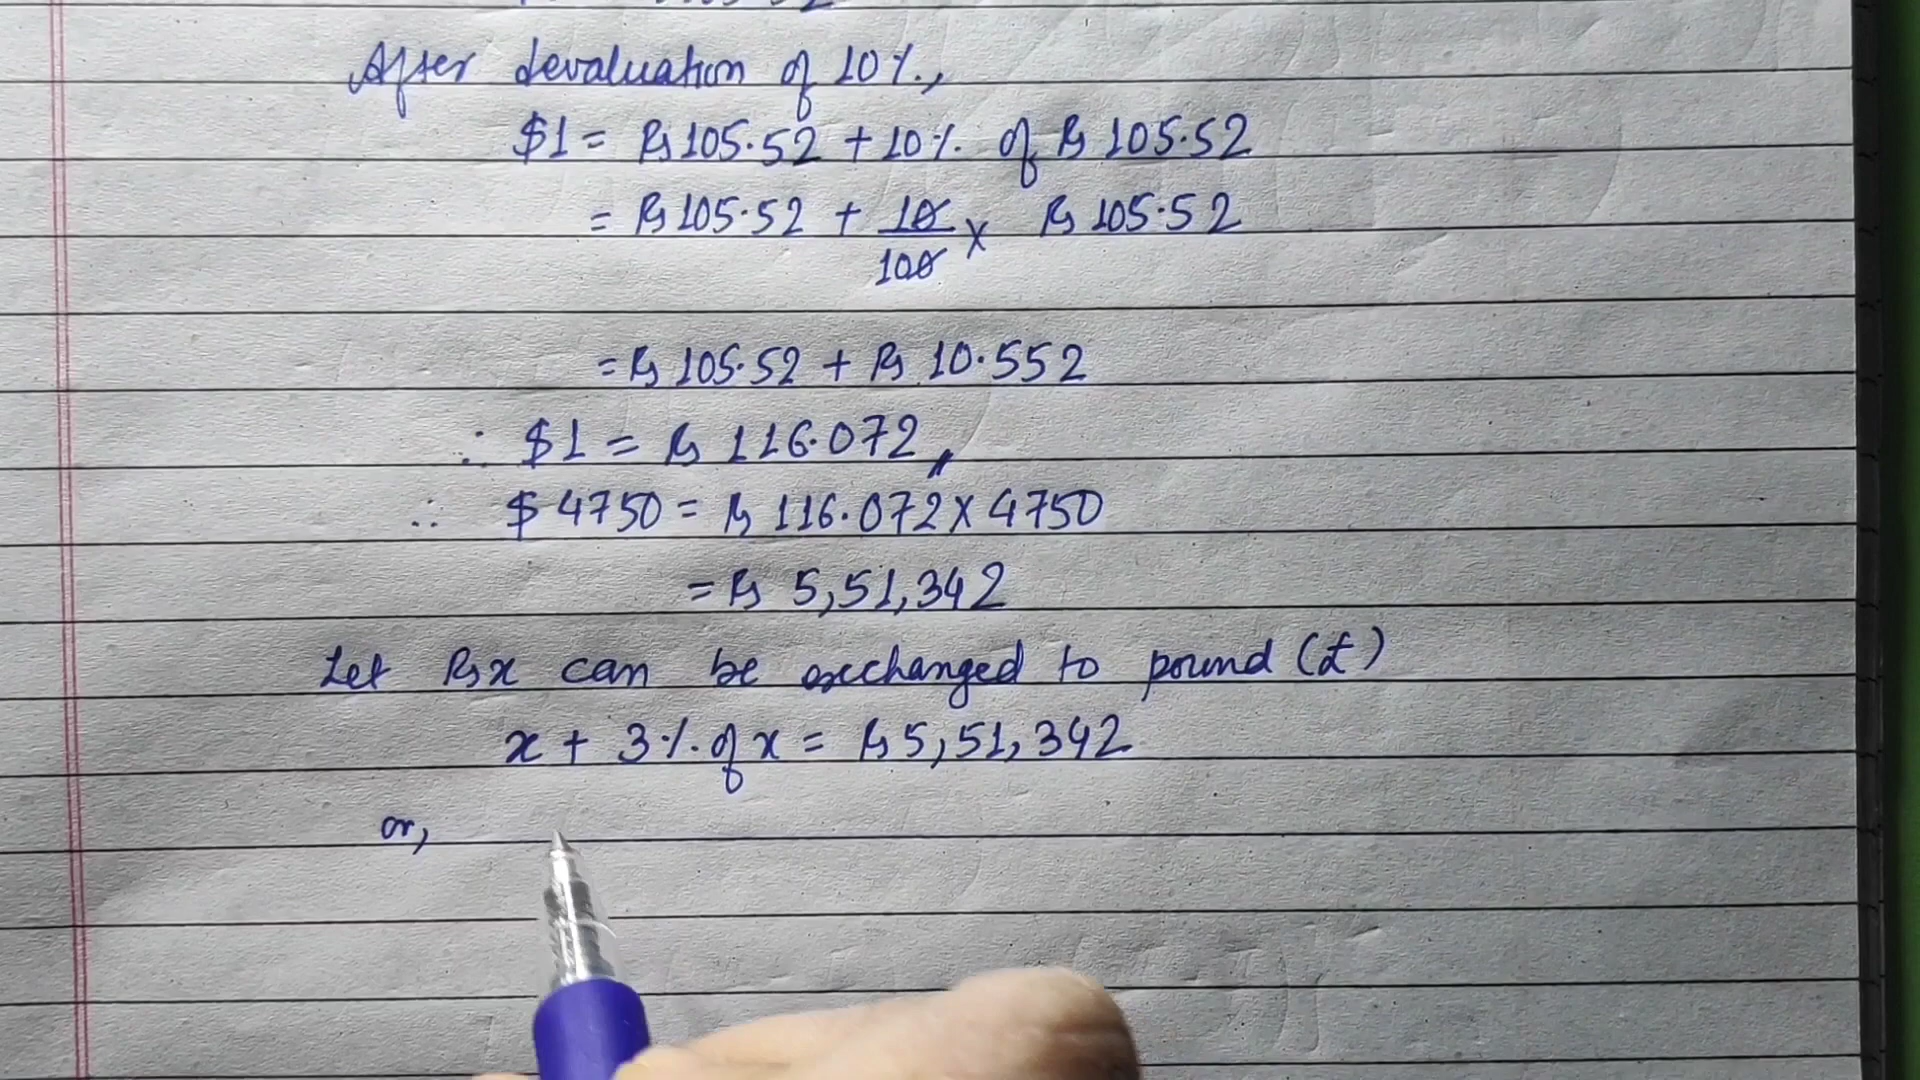 After devaluation of 10%,
$1 = Rs 105.52 + 10% of Rs 105.52
= Rs 105.52 + 10/100 × Rs 105.52
= Rs 105.52 + Rs 10.552
∴ $1 = Rs 116.072
∴ $4750 = Rs 116.072 × 4750
= Rs 5,51,342
Let Rs x can be exchanged to pound (£)
x + 3% of x = Rs 5,51,342
or,